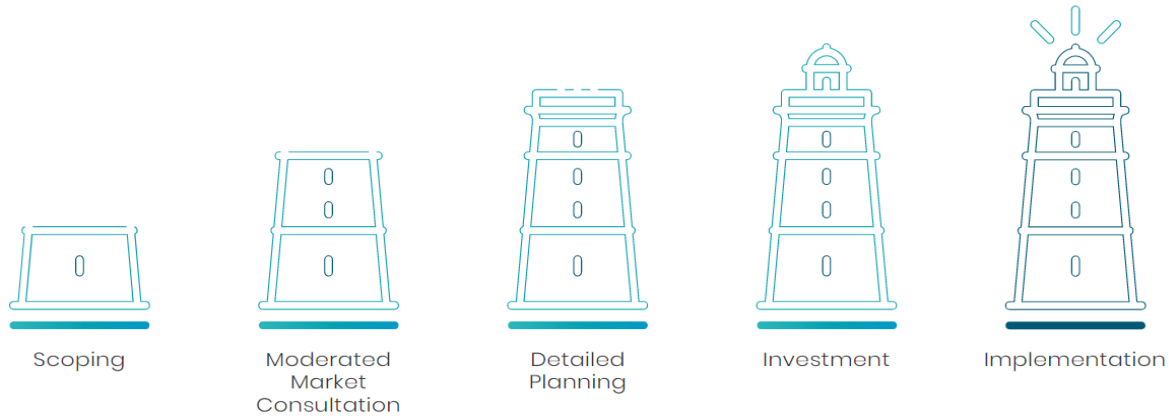 Scoping
Moderated
Market
Consultation
Detailed
Planning
Investment
Implementation